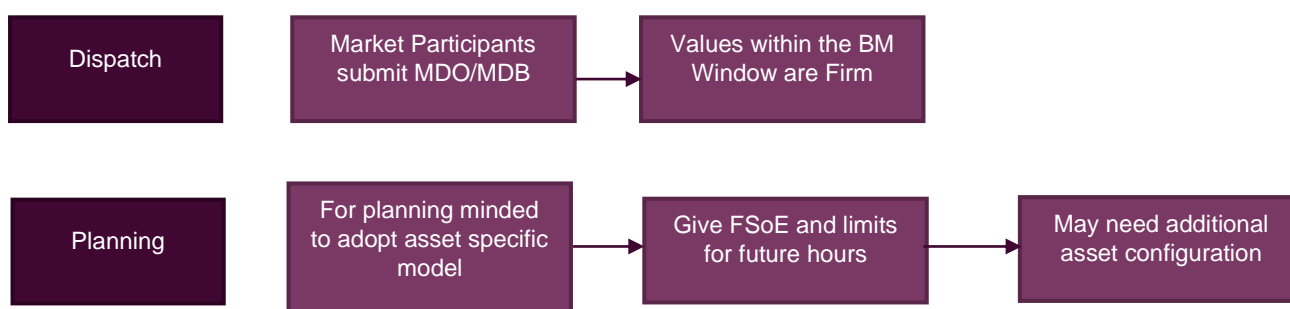 Dispatch
Market Participants
submit MDO/MDB
Values within the BM
Window are Firm
Planning
For planning minded
to adopt asset specific
model
Give FSoE and limits
for future hours
May need additional
asset configuration